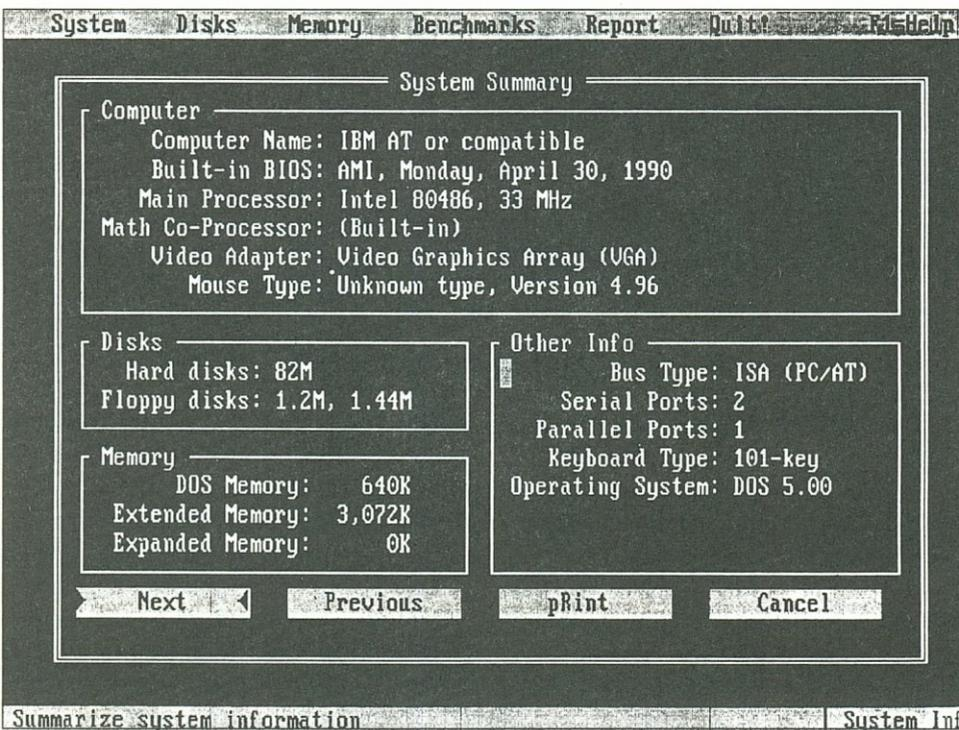 System Disks Memory Benchmarks Report Quit! F1=Help
System Summary
Computer
Computer Name: IBM AT or compatible
Built-in BIOS: AMI, Monday, April 30, 1990
Main Processor: Intel 80486, 33 MHz
Math Co-Processor: (Built-in)
Video Adapter: Video Graphics Array (VGA)
Mouse Type: Unknown type, Version 4.96
Disks
Hard disks: 82M
Floppy disks: 1.2M, 1.44M
Memory
DOS Memory: 640K
Extended Memory: 3,072K
Expanded Memory: 0K
Other Info
Bus Type: ISA (PC/AT)
Serial Ports: 2
Parallel Ports: 1
Keyboard Type: 101-key
Operating System: DOS 5.00
Next Previous pRint Cancel
Summarize system information System Inf